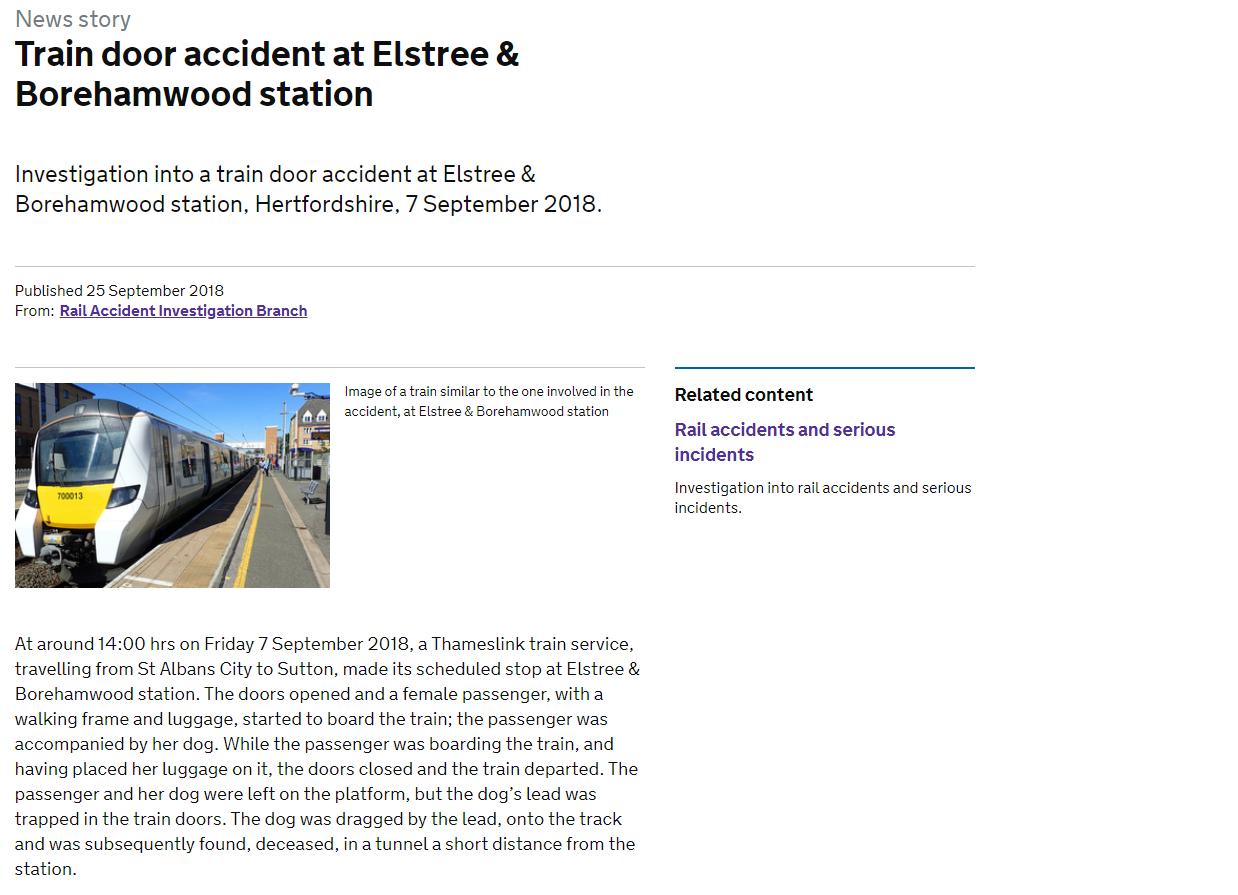 News story
Train door accident at Elstree &
Borehamwood station
Investigation into a train door accident at Elstree &
Borehamwood station, Hertfordshire, 7 September 2018.
Published 25 September 2018
From: Rail Accident Investigation Branch
700013
Image of a train similar to the one involved in the
accident, at Elstree & Borehamwood station
Related content
Rail accidents and serious
incidents
Investigation into rail accidents and serious
incidents.
At around 14:00 hrs on Friday 7 September 2018, a Thameslink train service,
travelling from St Albans City to Sutton, made its scheduled stop at Elstree &
Borehamwood station. The doors opened and a female passenger, with a
walking frame and luggage, started to board the train; the passenger was
accompanied by her dog. While the passenger was boarding the train, and
having placed her luggage on it, the doors closed and the train departed. The
passenger and her dog were left on the platform, but the dog’s lead was
trapped in the train doors. The dog was dragged by the lead, onto the track
and was subsequently found, deceased, in a tunnel a short distance from the
station.